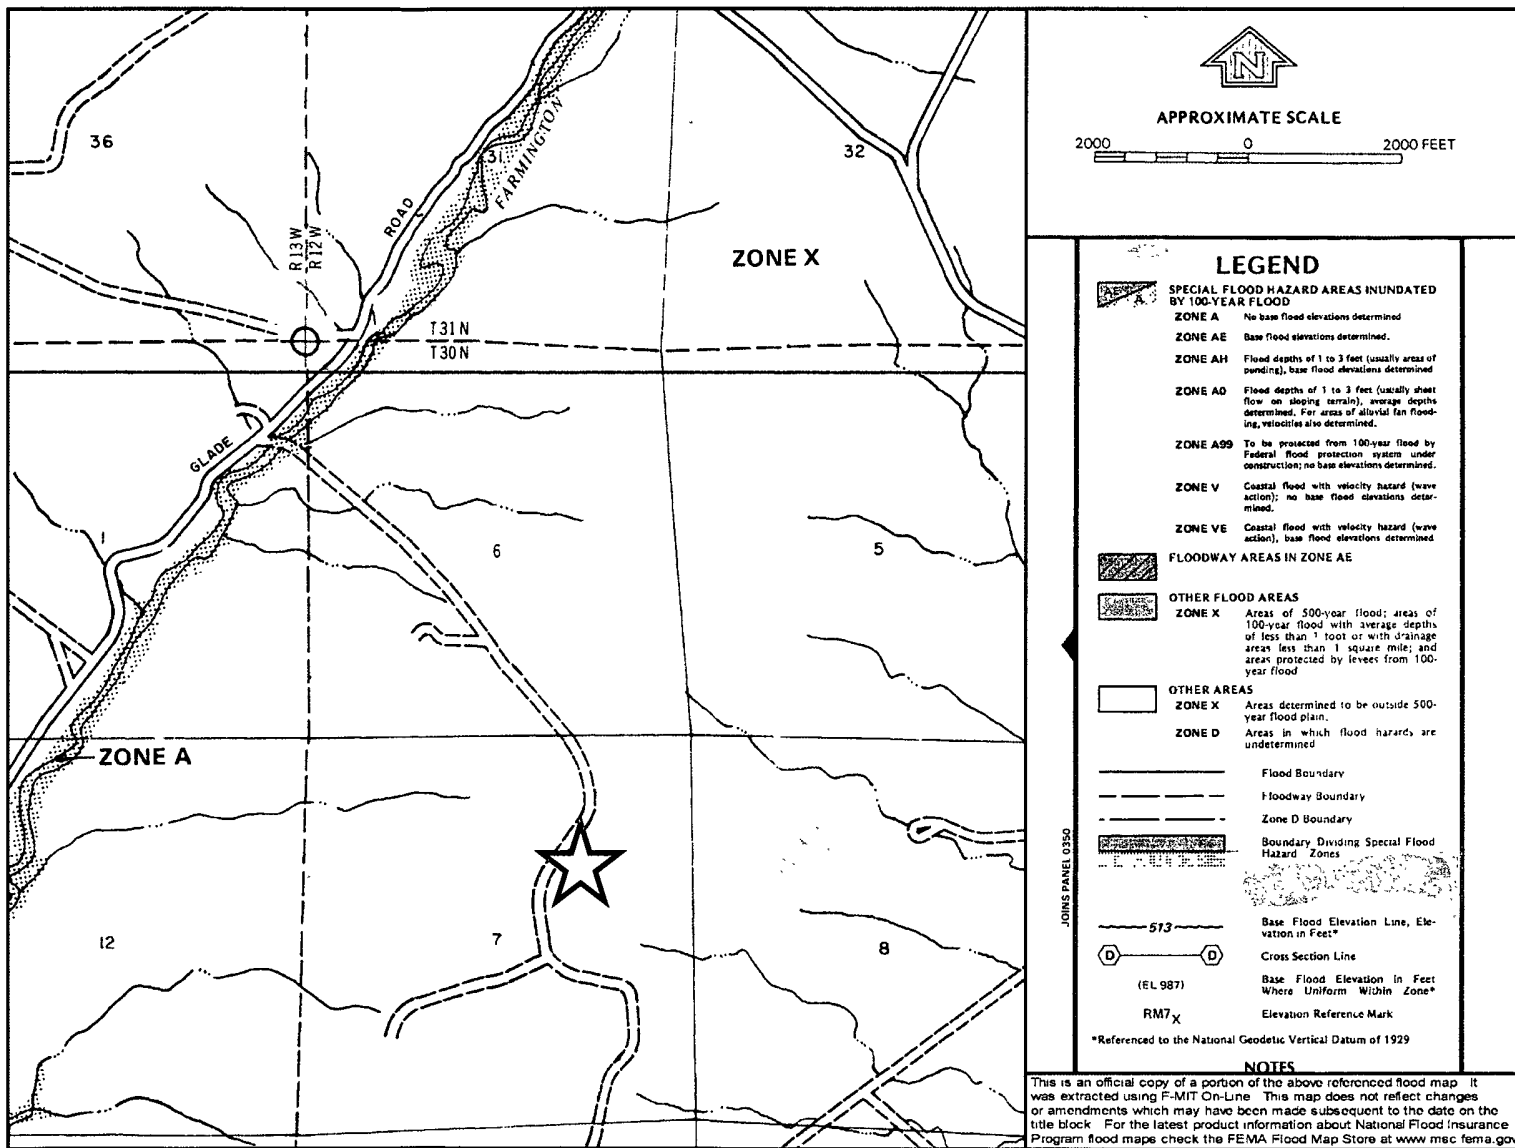 36
31
32
FARMINGTON
ROAD
R13W
R12W
ZONE X
T31N
T30N
GLADE
1
6
5
ZONE A
12
7
8
N
APPROXIMATE SCALE
2000 0 2000 FEET
LEGEND
AE
A
SPECIAL FLOOD HAZARD AREAS INUNDATED
BY 100-YEAR FLOOD
ZONE A No base flood elevations determined
ZONE AE Base flood elevations determined.
ZONE AH Flood depths of 1 to 3 feet (usually areas of
ponding), base flood elevations determined
ZONE AO Flood depths of 1 to 3 feet (usually sheet
flow on sloping terrain), average depths
determined. For areas of alluvial fan flood-
ing, velocities also determined.
ZONE A99 To be protected from 100-year flood by
Federal flood protection system under
construction; no base elevations determined.
ZONE V Coastal flood with velocity hazard (wave
action); no base flood elevations deter-
mined.
ZONE VE Coastal flood with velocity hazard (wave
action), base flood elevations determined
FLOODWAY AREAS IN ZONE AE
OTHER FLOOD AREAS
ZONE X Areas of 500-year flood; areas of
100-year flood with average depths
of less than 1 foot or with drainage
areas less than 1 square mile; and
areas protected by levees from 100-
year flood
OTHER AREAS
ZONE X Areas determined to be outside 500-
year flood plain.
ZONE D Areas in which flood hazards are
undetermined
Flood Boundary
Floodway Boundary
Zone D Boundary
Boundary Dividing Special Flood
Hazard Zones
513 Base Flood Elevation Line, Ele-
vation in Feet*
D D Cross Section Line
(EL 987) Base Flood Elevation in Feet
Where Uniform Within Zone*
RM7X Elevation Reference Mark
*Referenced to the National Geodetic Vertical Datum of 1929
NOTES
JOINS PANEL 0350
This is an official copy of a portion of the above referenced flood map It
was extracted using F-MIT On-Line This map does not reflect changes
or amendments which may have been made subsequent to the date on the
title block For the latest product information about National Flood Insurance
Program flood maps check the FEMA Flood Map Store at www msc fema.gov